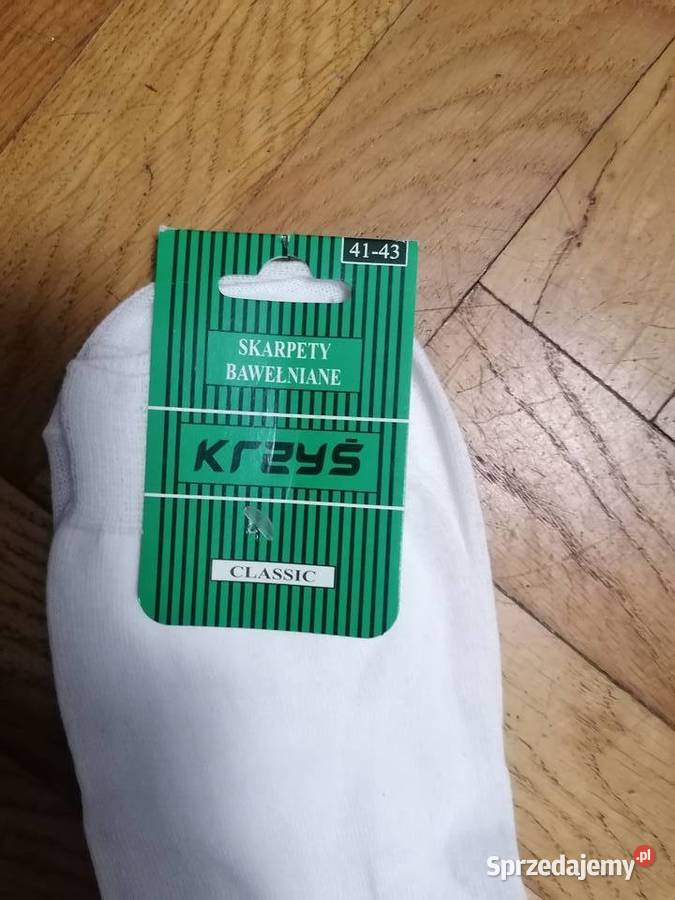 41-43
SKARPETY
BAWEŁNIANE
KRZYŚ
CLASSIC
Sprzedajemy.pl